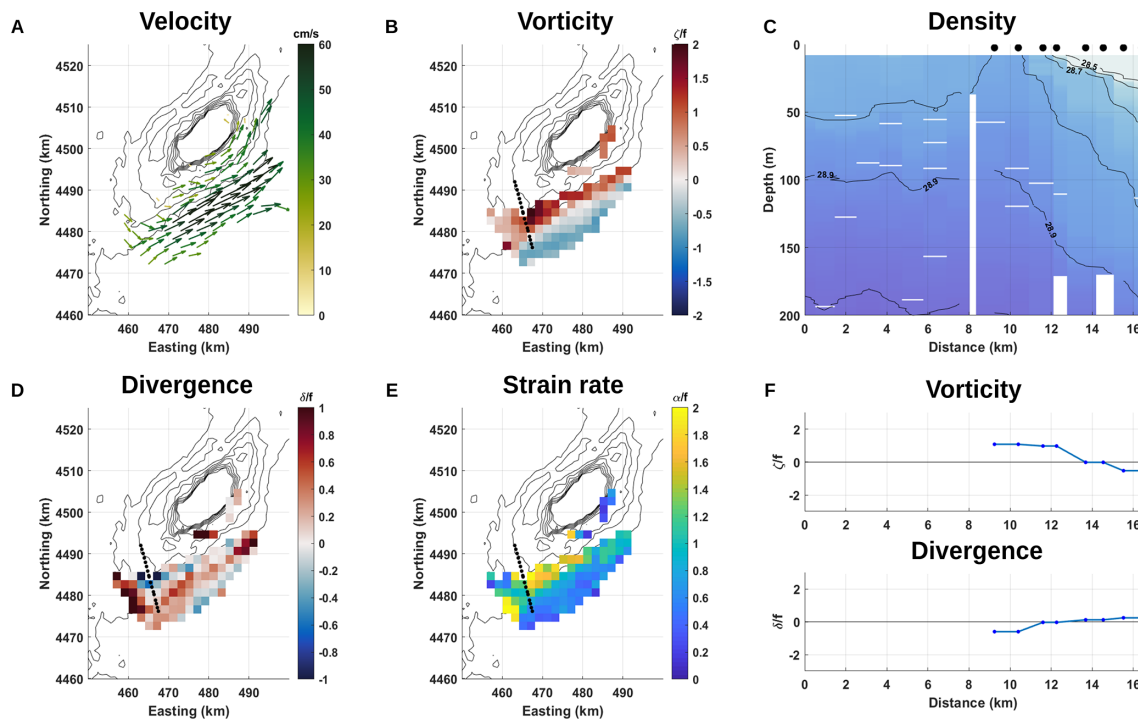 A Velocity
cm/s
60
50
40
30
20
10
0
4520
4510
4500
4490
4480
4470
4460
Northing (km)
460 470 480 490
Easting (km)
B Vorticity
ζ/f
2
1.5
1
0.5
0
-0.5
-1
-1.5
-2
4520
4510
4500
4490
4480
4470
4460
Northing (km)
460 470 480 490
Easting (km)
C Density
0
50
100
150
200
Depth (m)
28.5
28.7
28.9
28.9
28.9
0 2 4 6 8 10 12 14 16
Distance (km)
D Divergence
δ/f
1
0.8
0.6
0.4
0.2
0
-0.2
-0.4
-0.6
-0.8
-1
4520
4510
4500
4490
4480
4470
4460
Northing (km)
460 470 480 490
Easting (km)
E Strain rate
α/f
2
1.8
1.6
1.4
1.2
1
0.8
0.6
0.4
0.2
0
4520
4510
4500
4490
4480
4470
4460
Northing (km)
460 470 480 490
Easting (km)
F Vorticity
2
0
-2
ζ/f
Divergence
2
0
-2
δ/f
0 2 4 6 8 10 12 14 16
Distance (km)